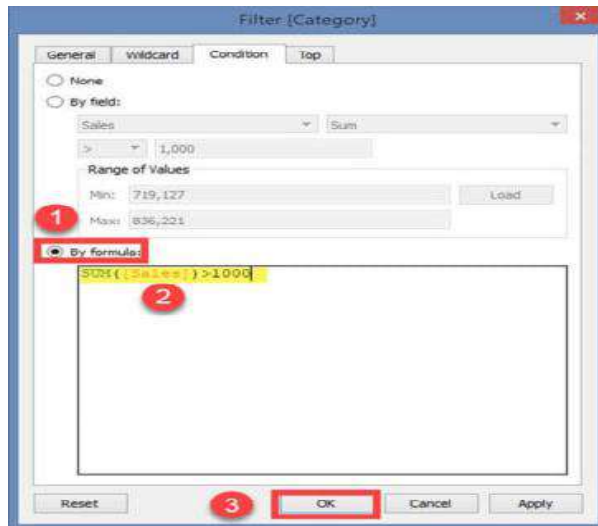 Filter [Category]
General Wildcard Condition Top
None
By field:
Sales Sum
> 1,000
Range of Values
Min: 719,127 Load
1
Max: 836,221
By formula:
SUM([Sales])>1000
2
Reset 3 OK Cancel Apply